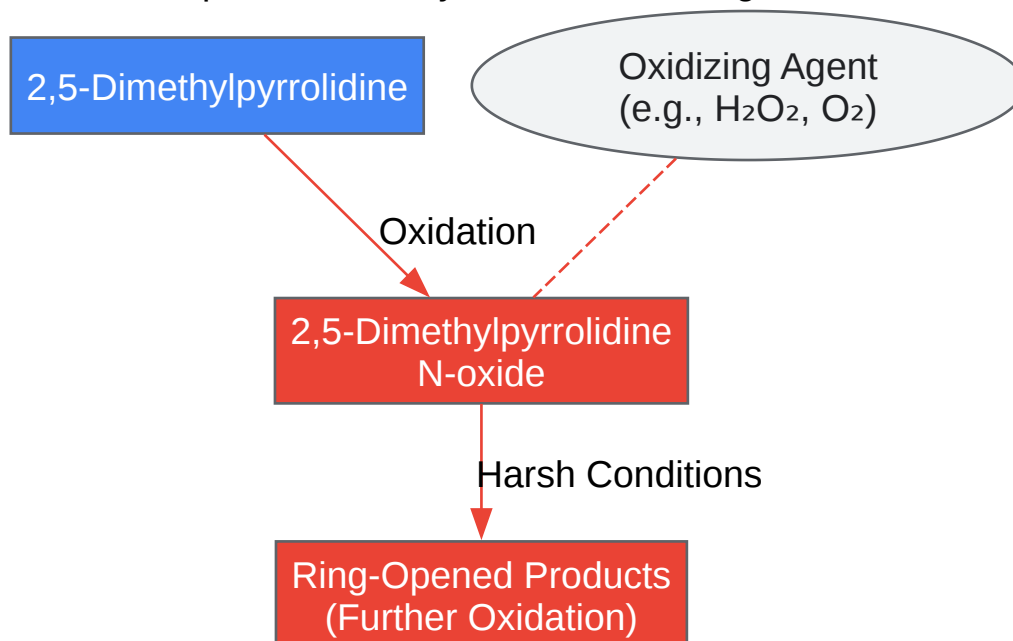 2,5-Dimethylpyrrolidine
Oxidizing Agent
(e.g., H₂O₂, O₂)
Oxidation
2,5-Dimethylpyrrolidine
N-oxide
Harsh Conditions
Ring-Opened Products
(Further Oxidation)